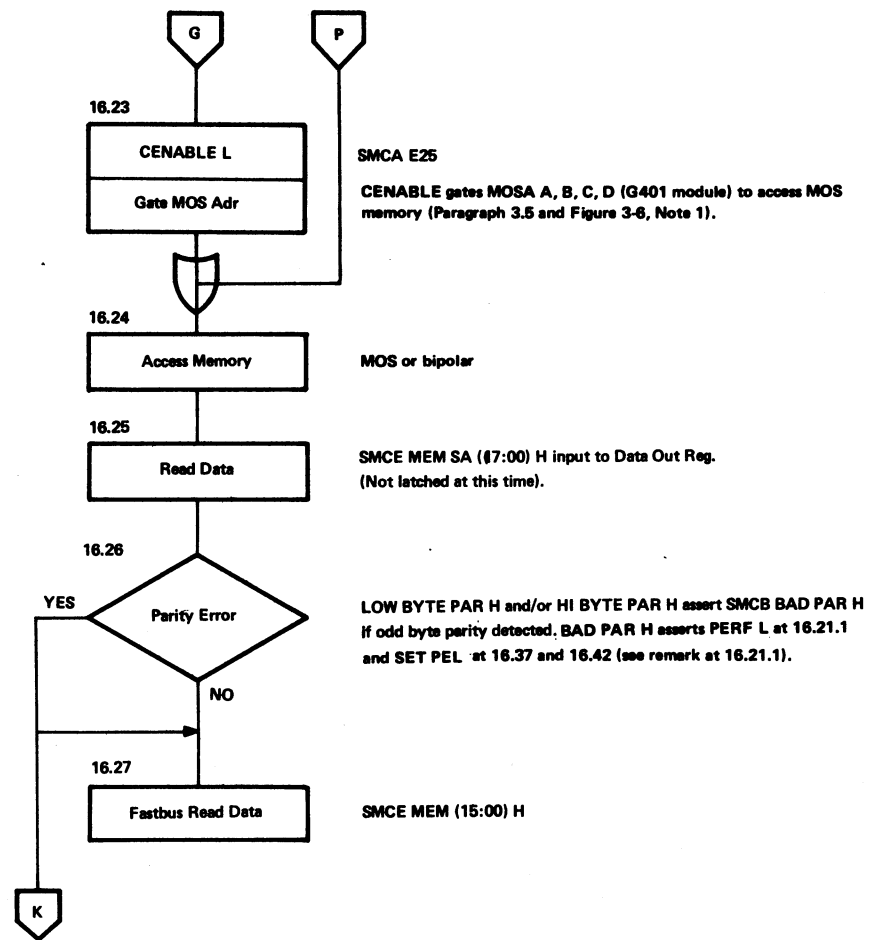 G
P
16.23
CENABLE L
SMCA E25
Gate MOS Adr
CENABLE gates MOSA A, B, C, D (G401 module) to access MOS
memory (Paragraph 3.5 and Figure 3-6, Note 1).
16.24
Access Memory
MOS or bipolar
16.25
Read Data
SMCE MEM SA (17:00) H input to Data Out Reg.
(Not latched at this time).
16.26
YES
Parity Error
LOW BYTE PAR H and/or HI BYTE PAR H assert SMCB BAD PAR H
if odd byte parity detected. BAD PAR H asserts PERF L at 16.21.1
and SET PEL at 16.37 and 16.42 (see remark at 16.21.1).
NO
16.27
Fastbus Read Data
SMCE MEM (15:00) H
K